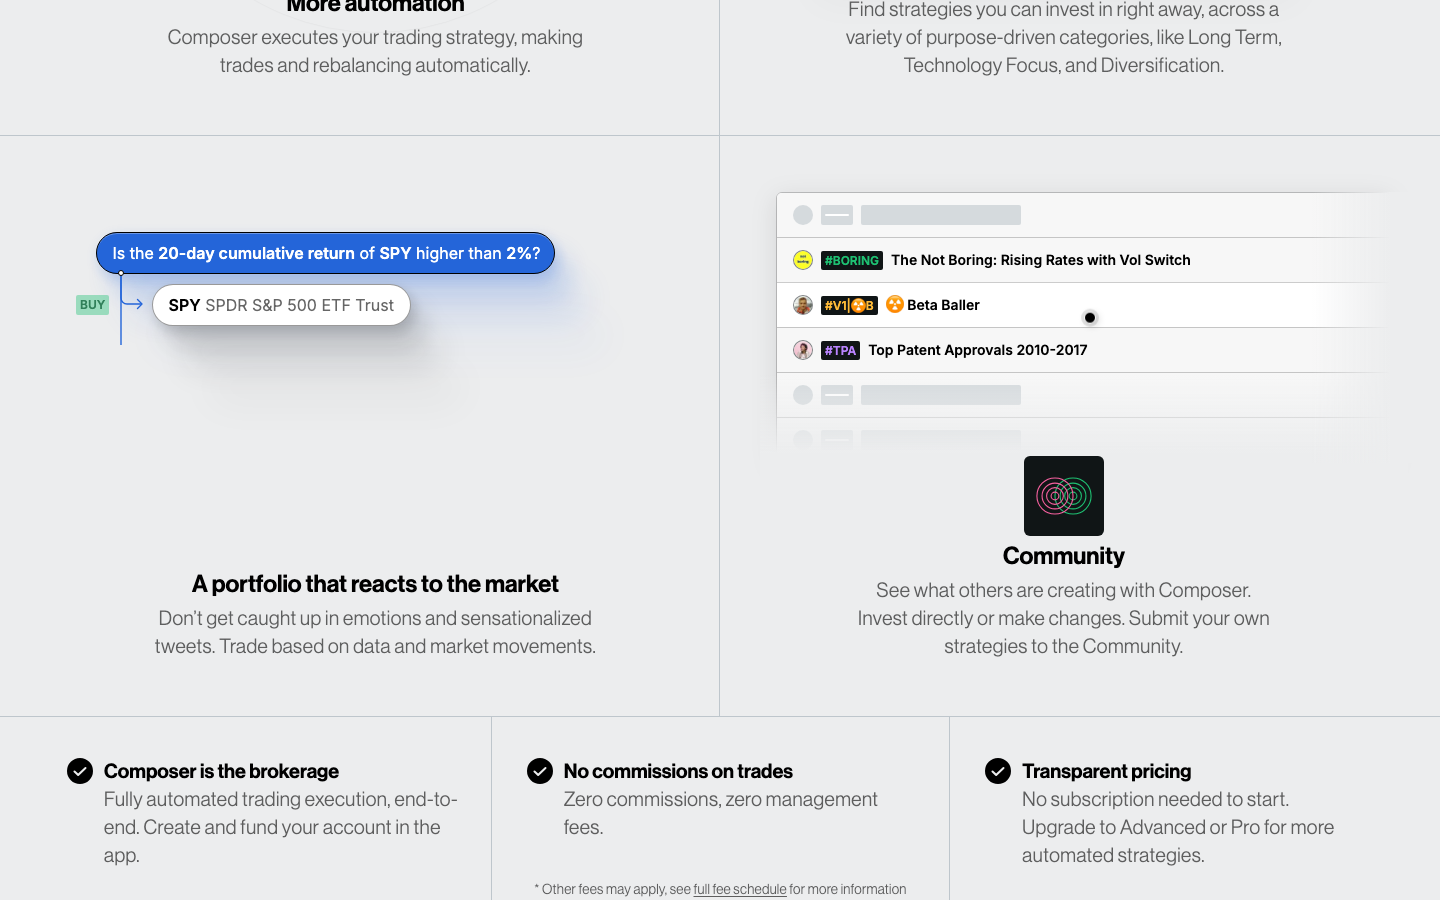 More automation
Composer executes your trading strategy, making
trades and rebalancing automatically.
Find strategies you can invest in right away, across a
variety of purpose-driven categories, like Long Term,
Technology Focus, and Diversification.
Is the 20-day cumulative return of SPY higher than 2%?
BUY
SPY SPDR S&P 500 ETF Trust
A portfolio that reacts to the market
Don’t get caught up in emotions and sensationalized
tweets. Trade based on data and market movements.
#BORING The Not Boring: Rising Rates with Vol Switch
#V1|☢️B ☢️ Beta Baller
#TPA Top Patent Approvals 2010-2017
Community
See what others are creating with Composer.
Invest directly or make changes. Submit your own
strategies to the Community.
Composer is the brokerage
Fully automated trading execution, end-to-
end. Create and fund your account in the
app.
No commissions on trades
Zero commissions, zero management
fees.
* Other fees may apply, see full fee schedule for more information
Transparent pricing
No subscription needed to start.
Upgrade to Advanced or Pro for more
automated strategies.